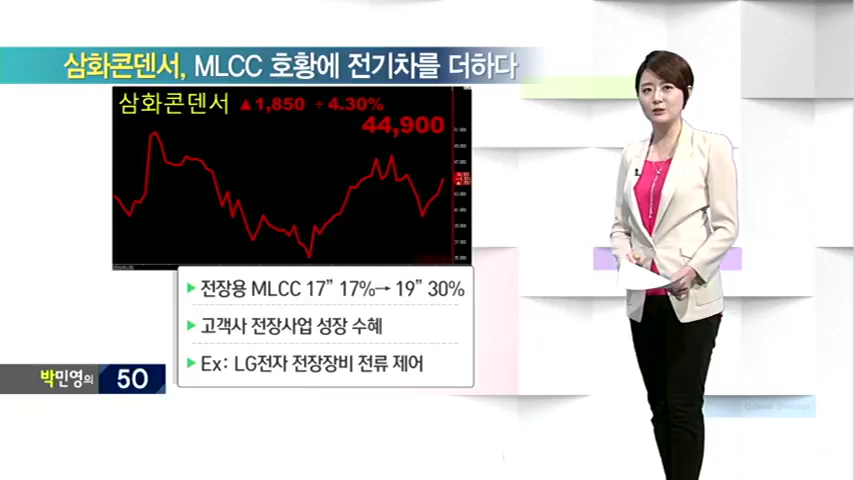 삼화콘덴서, MLCC 호황에 전기차를 더하다
삼화콘덴서 ▲1,850 +4.30%
44,900
▶ 전장용 MLCC 17” 17%→ 19” 30%
▶ 고객사 전장사업 성장 수혜
▶ Ex: LG전자 전장장비 전류 제어
박민영의 50